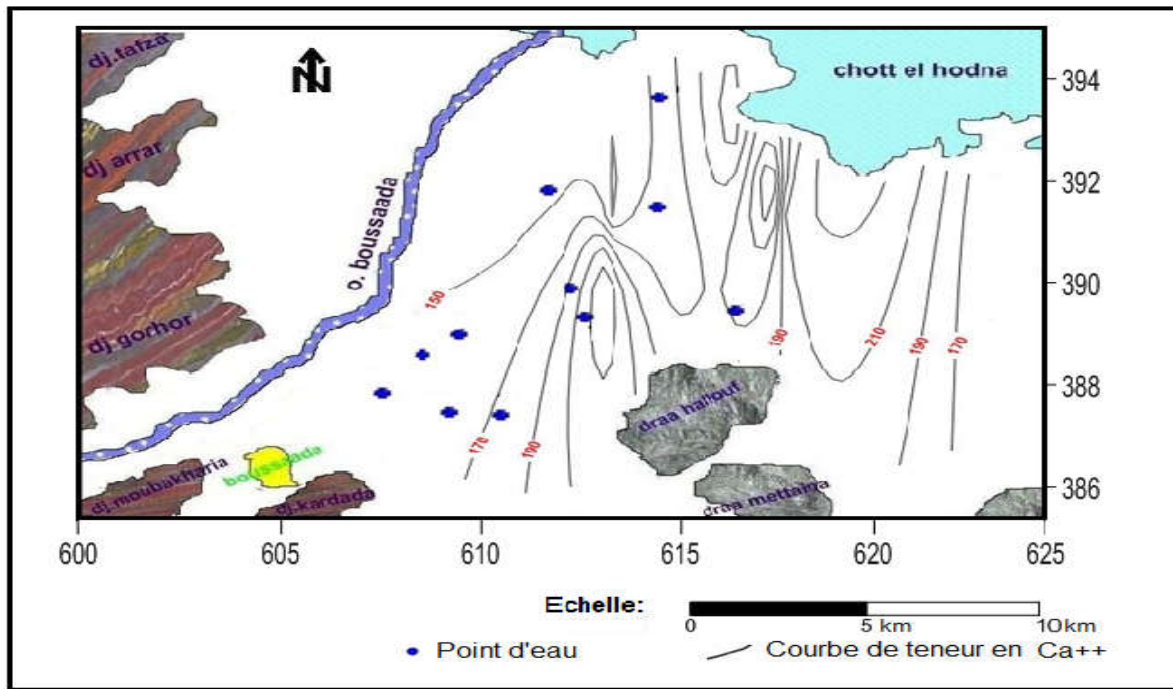 dj.tafza
N
chott el hodna
394
dj arrar
392
o. boussaada
390
150
dj gorhor
190
210
190
170
388
draa hallouf
170
190
boussaada
dj.moubakharia
dj.kardada
draa mettaina
386
600
605
610
615
620
625
Echelle:
0
5 km
10km
Point d'eau
Courbe de teneur en Ca++